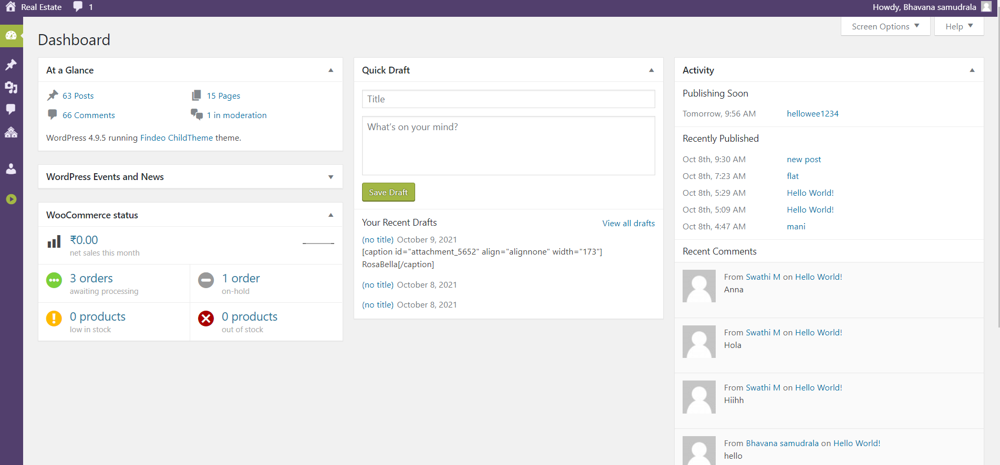 Real Estate 1 Howdy, Bhavana samudrala
Screen Options Help
Dashboard
At a Glance
63 Posts 15 Pages
66 Comments 1 in moderation
WordPress 4.9.5 running Findeo ChildTheme theme.
WordPress Events and News
WooCommerce status
₹0.00
net sales this month
3 orders
awaiting processing
1 order
on-hold
0 products
low in stock
0 products
out of stock
Quick Draft
Title
What's on your mind?
Save Draft
Your Recent Drafts View all drafts
(no title) October 9, 2021
[caption id="attachment_5652" align="alignnone" width="173"]
RosaBella[/caption]
(no title) October 8, 2021
(no title) October 8, 2021
Activity
Publishing Soon
Tomorrow, 9:56 AM hellowee1234
Recently Published
Oct 8th, 9:30 AM new post
Oct 8th, 7:23 AM flat
Oct 8th, 5:29 AM Hello World!
Oct 8th, 5:09 AM Hello World!
Oct 8th, 4:47 AM mani
Recent Comments
From Swathi M on Hello World!
Anna
From Swathi M on Hello World!
Hola
From Swathi M on Hello World!
Hiihh
From Bhavana samudrala on Hello World!
hello